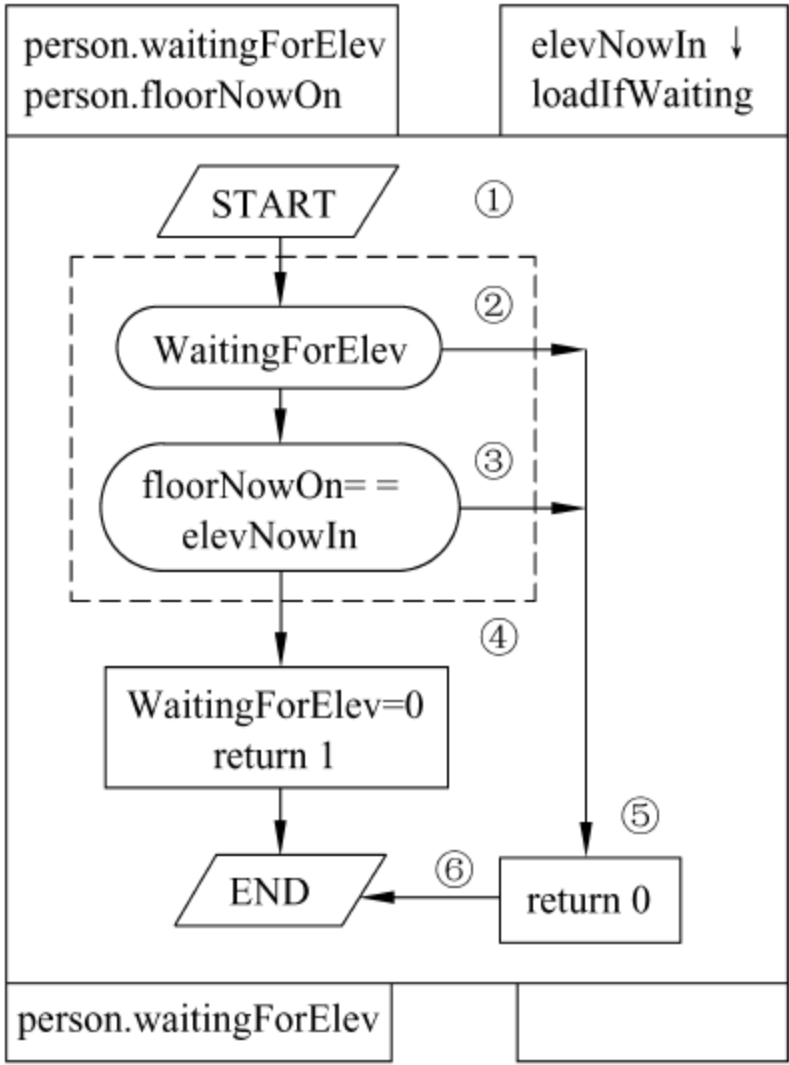 person.waitingForElev
person.floorNowOn
elevNowIn ↓
loadIfWaiting
START
①
②
WaitingForElev
③
floorNowOn= =
elevNowIn
④
WaitingForElev=0
return 1
⑤
⑥
END
return 0
person.waitingForElev